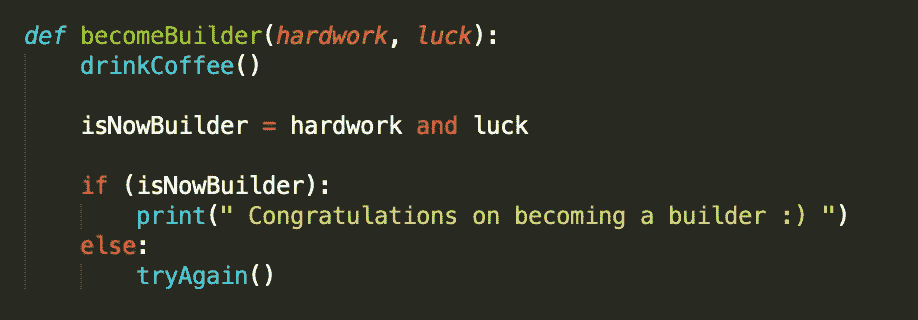 def becomeBuilder(hardwork, luck):
    drinkCoffee()
    isNowBuilder = hardwork and luck
    if (isNowBuilder):
        print(" Congratulations on becoming a builder :) ")
    else:
        tryAgain()